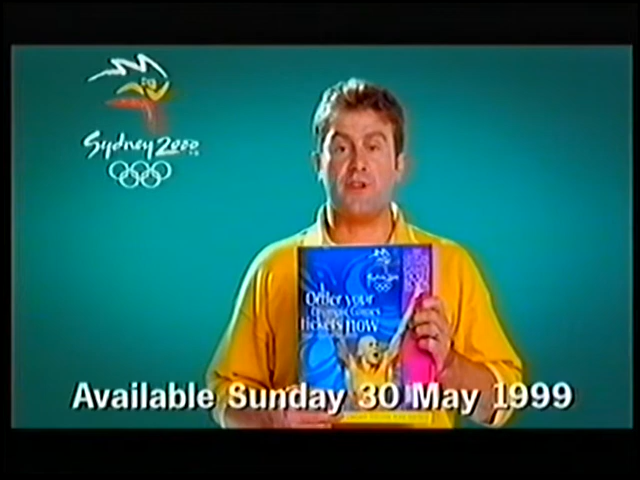 Sydney 2000
Order your
Olympic Games
tickets now
Available Sunday 30 May 1999